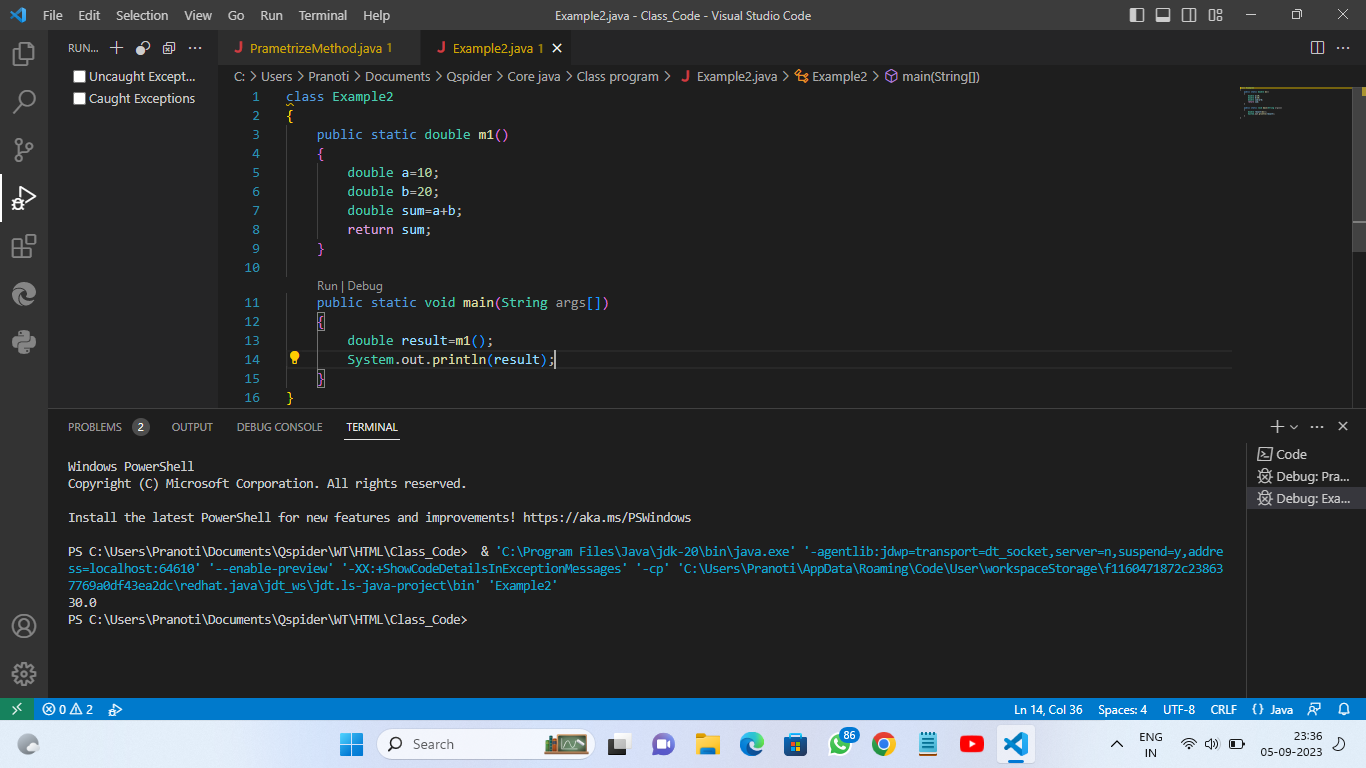 File Edit Selection View Go Run Terminal Help
Example2.java - Class_Code - Visual Studio Code
RUN...
Uncaught Except...
Caught Exceptions
PrametrizeMethod.java 1
Example2.java 1
C: > Users > Pranoti > Documents > Qspider > Core java > Class program > Example2.java > Example2 > main(String[])
1 class Example2
2 {
3 public static double m1()
4 {
5 double a=10;
6 double b=20;
7 double sum=a+b;
8 return sum;
9 }
10
Run | Debug
11 public static void main(String args[])
12 {
13 double result=m1();
14 System.out.println(result);
15 }
16 }
PROBLEMS 2 OUTPUT DEBUG CONSOLE TERMINAL
Windows PowerShell
Copyright (C) Microsoft Corporation. All rights reserved.
Install the latest PowerShell for new features and improvements! https://aka.ms/PSWindows
PS C:\Users\Pranoti\Documents\Qspider\WT\HTML\Class_Code>  & 'C:\Program Files\Java\jdk-20\bin\java.exe' '-agentlib:jdwp=transport=dt_socket,server=n,suspend=y,addre
ss=localhost:64610' '--enable-preview' '-XX:+ShowCodeDetailsInExceptionMessages' '-cp' 'C:\Users\Pranoti\AppData\Roaming\Code\User\workspaceStorage\f1160471872c23863
7769a0df43ea2dc\redhat.java\jdt_ws\jdt.ls-java-project\bin' 'Example2'
30.0
PS C:\Users\Pranoti\Documents\Qspider\WT\HTML\Class_Code>
Code
Debug: Pra...
Debug: Exa...
0 2
Ln 14, Col 36 Spaces: 4 UTF-8 CRLF {} Java
Search
86
ENG
IN
23:36
05-09-2023